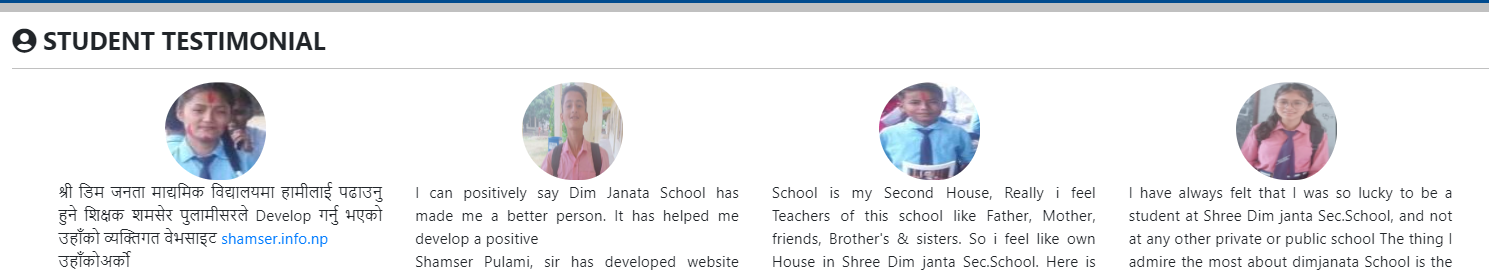 STUDENT TESTIMONIAL
श्री डिम जनता माद्यमिक विद्यालयमा हामीलाई पढाउनु
हुने शिक्षक शमसेर पुलामीसरले Develop गर्नु भएको
उहाँको व्यक्तिगत वेभसाइट shamser.info.np
उहाँकोअर्को
I can positively say Dim Janata School has
made me a better person. It has helped me
develop a positive
Shamser Pulami, sir has developed website
School is my Second House, Really i feel
Teachers of this school like Father, Mother,
friends, Brother's & sisters. So i feel like own
House in Shree Dim janta Sec.School. Here is
I have always felt that I was so lucky to be a
student at Shree Dim janta Sec.School, and not
at any other private or public school The thing I
admire the most about dimjanata School is the